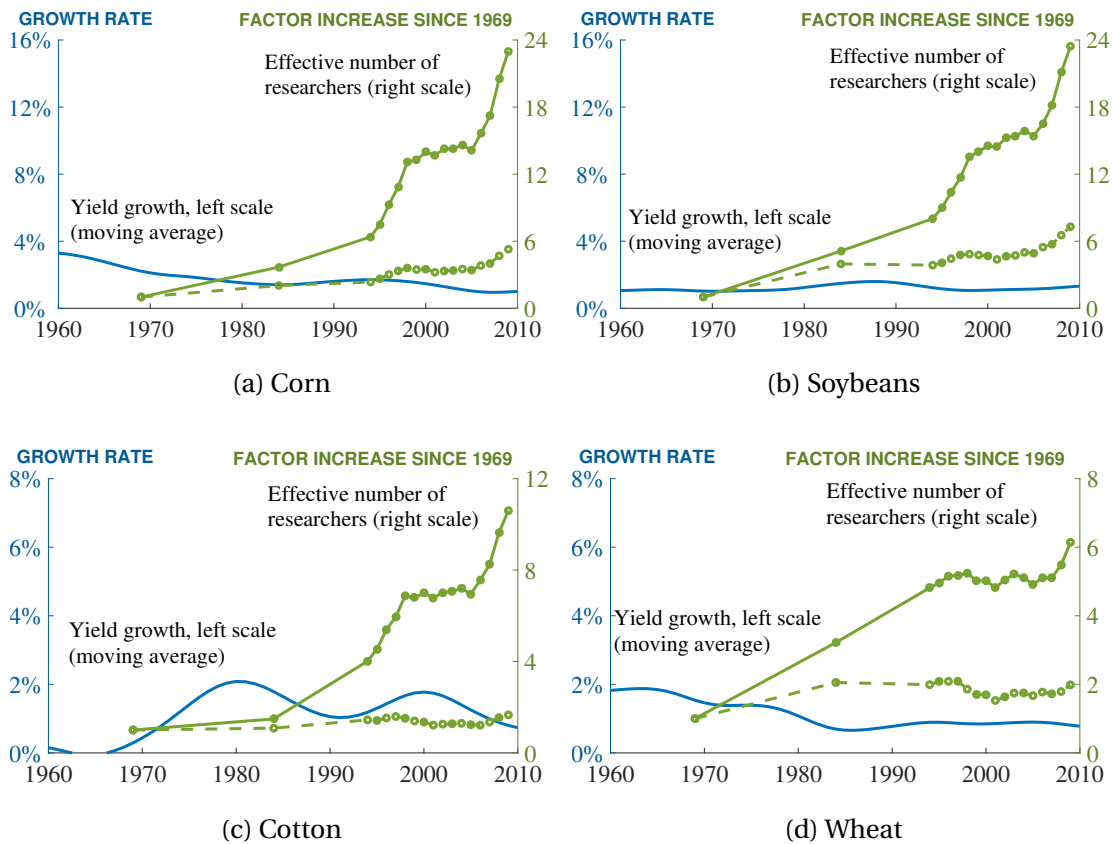 GROWTH RATE
FACTOR INCREASE SINCE 1969
16%
12%
8%
4%
0%
24
18
12
6
0
Effective number of
researchers (right scale)
Yield growth, left scale
(moving average)
1960 1970 1980 1990 2000 2010
(a) Corn
GROWTH RATE
FACTOR INCREASE SINCE 1969
16%
12%
8%
4%
0%
24
18
12
6
0
Effective number of
researchers (right scale)
Yield growth, left scale
(moving average)
1960 1970 1980 1990 2000 2010
(b) Soybeans
GROWTH RATE
FACTOR INCREASE SINCE 1969
8%
6%
4%
2%
0%
12
8
4
0
Effective number of
researchers (right scale)
Yield growth, left scale
(moving average)
1960 1970 1980 1990 2000 2010
(c) Cotton
GROWTH RATE
FACTOR INCREASE SINCE 1969
8%
6%
4%
2%
0%
8
6
4
2
0
Effective number of
researchers (right scale)
Yield growth, left scale
(moving average)
1960 1970 1980 1990 2000 2010
(d) Wheat